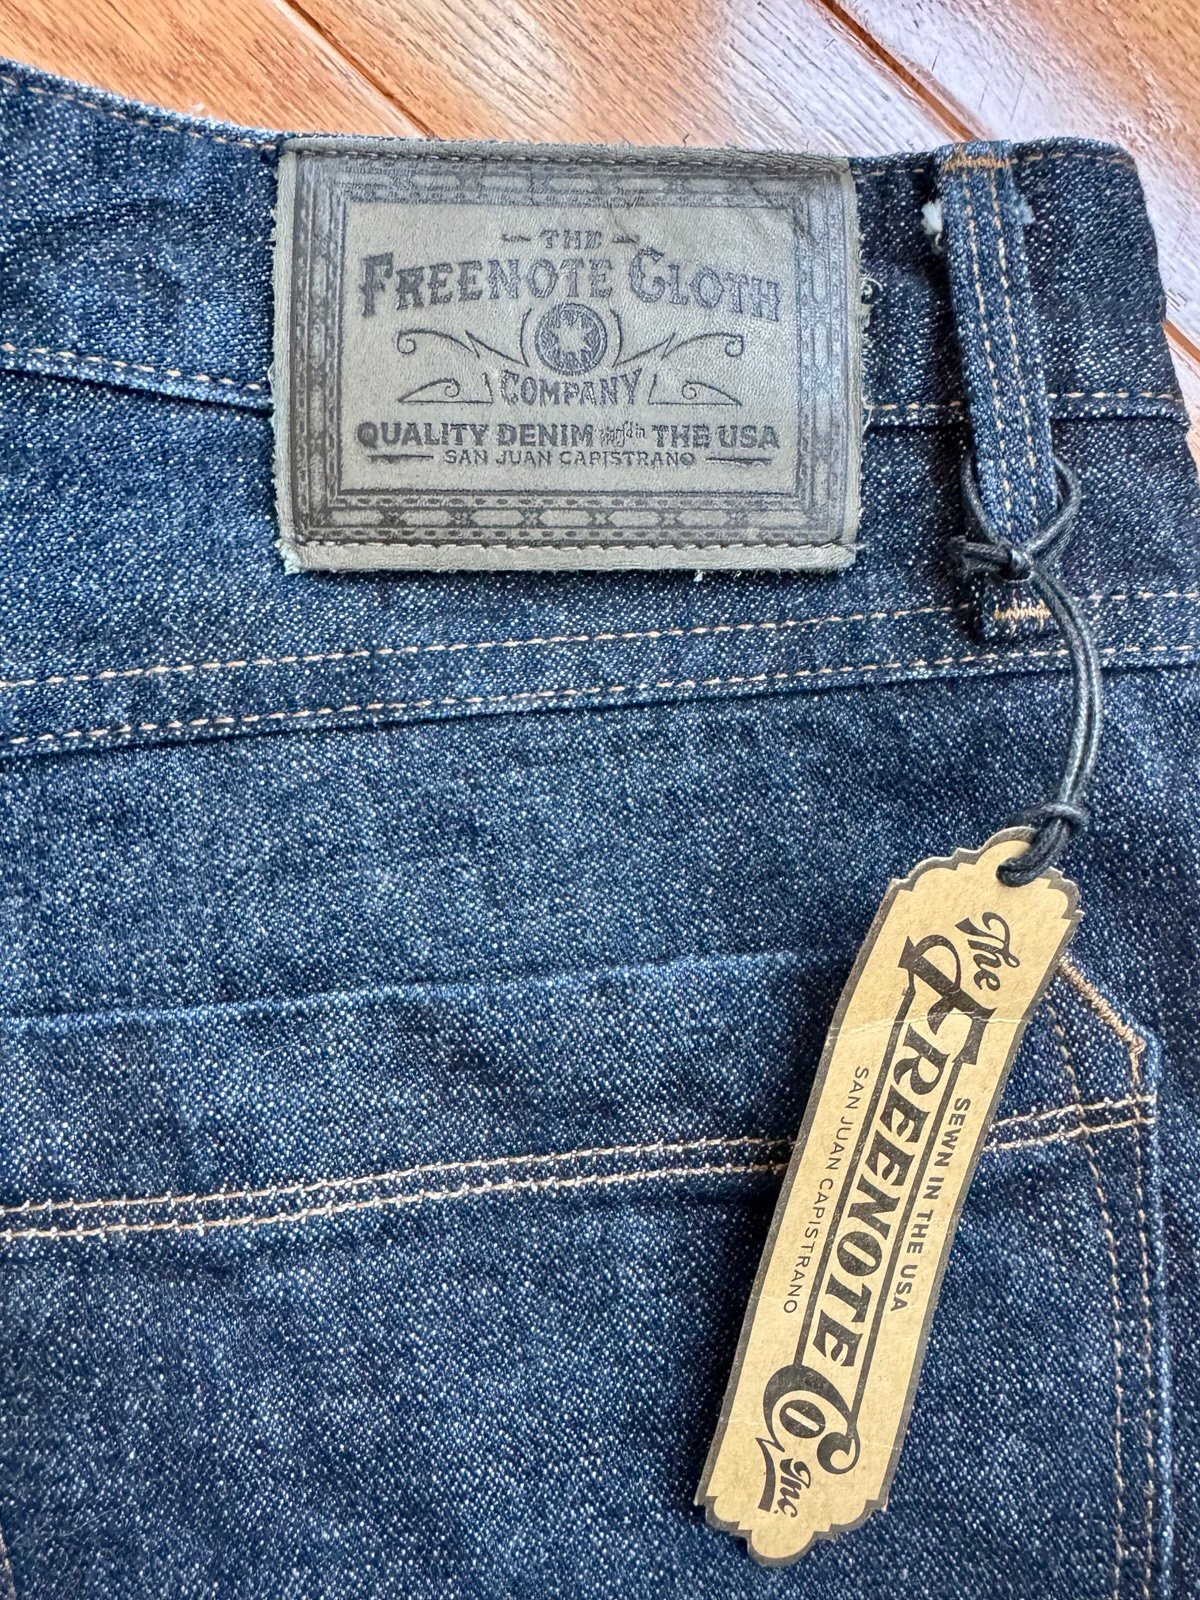 THE
FREENOTE CLOTH
COMPANY
QUALITY DENIM THE USA
SAN JUAN CAPISTRANO
The
FREENOTE
Co Inc.
SEWN IN THE USA
SAN JUAN CAPISTRANO